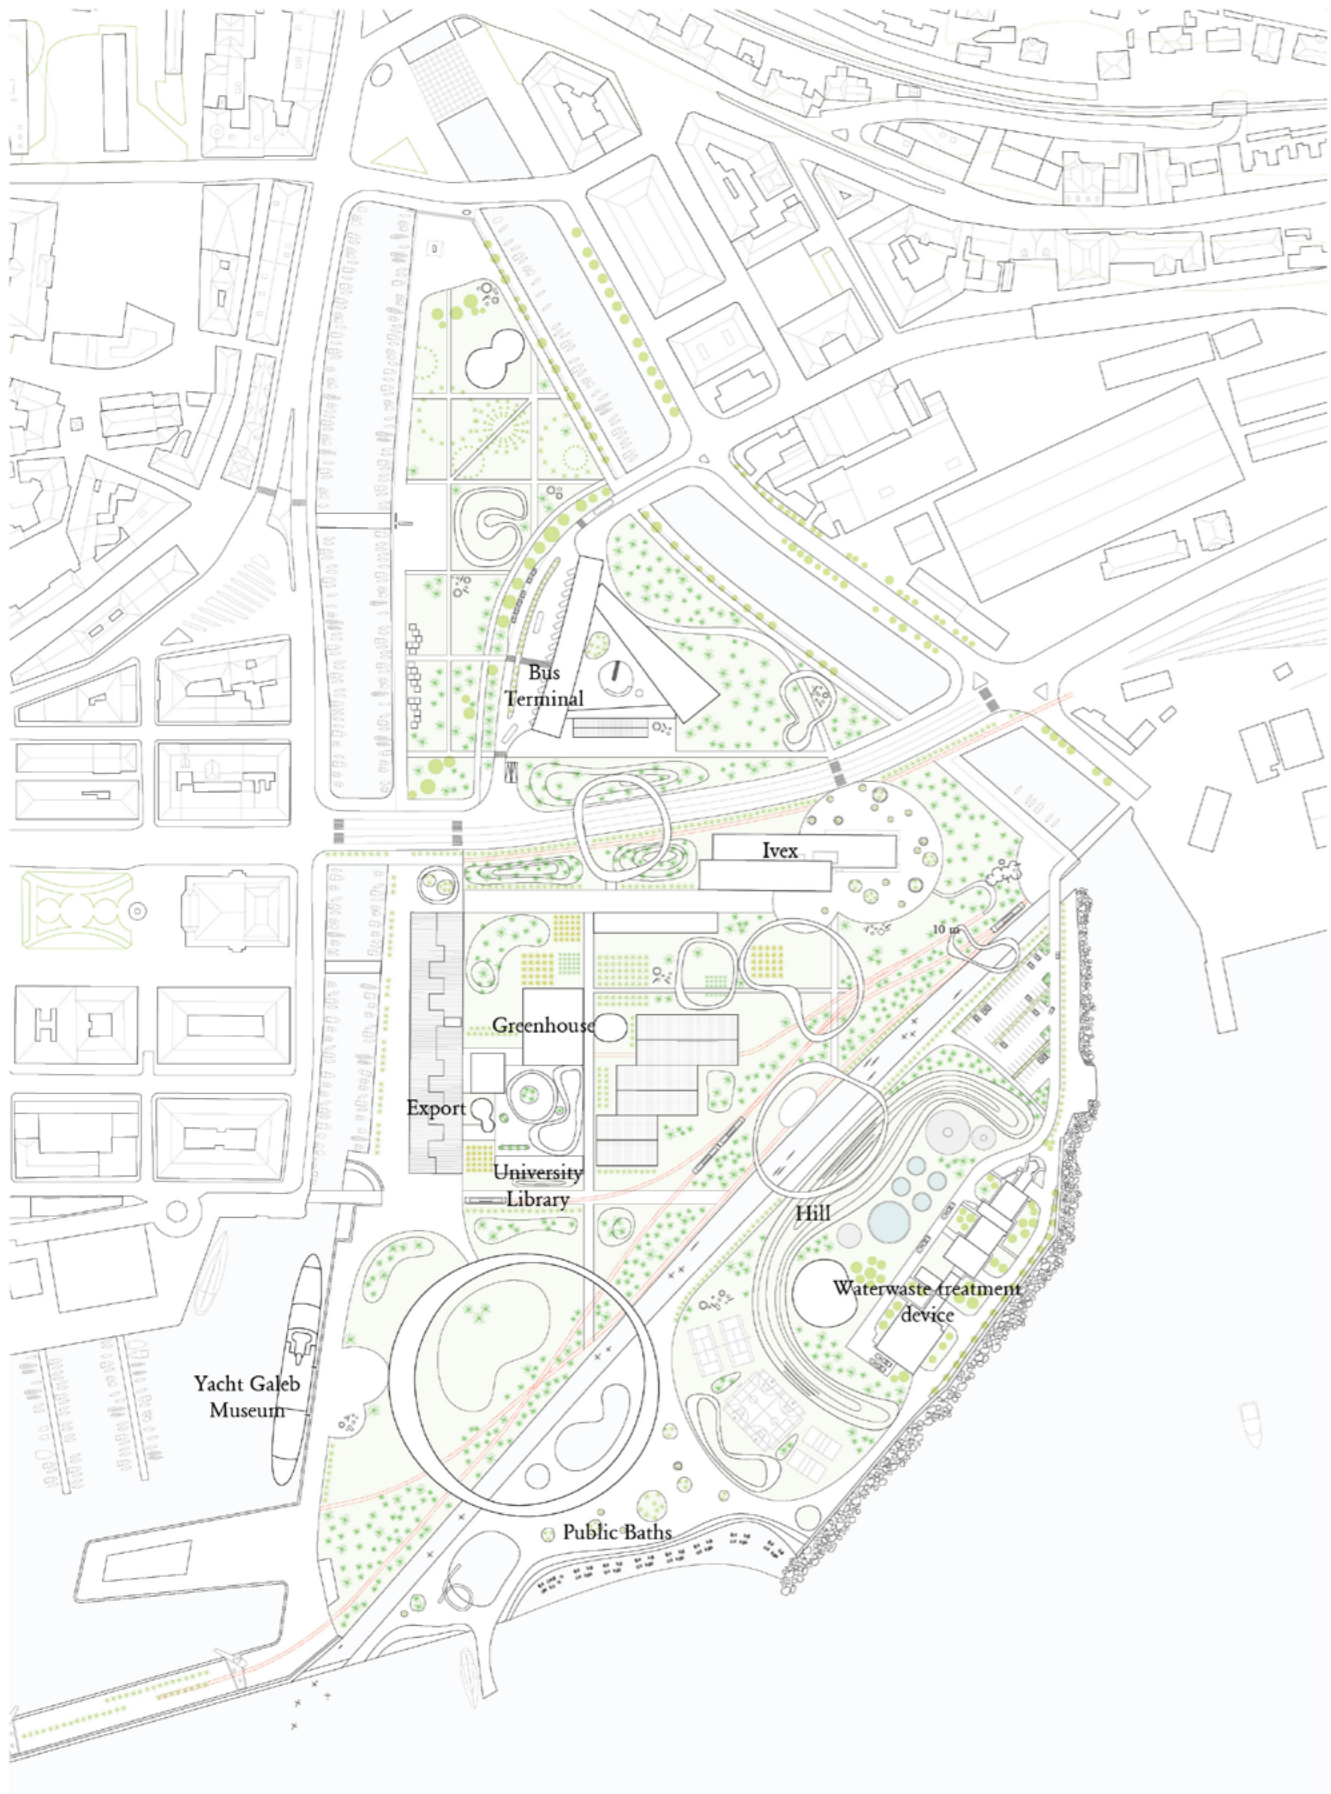 Bus
Terminal
Ivex
10 m
Greenhouse
Export
University
Library
Hill
Waterwaste treatment
device
Yacht Galeb
Museum
Public Baths